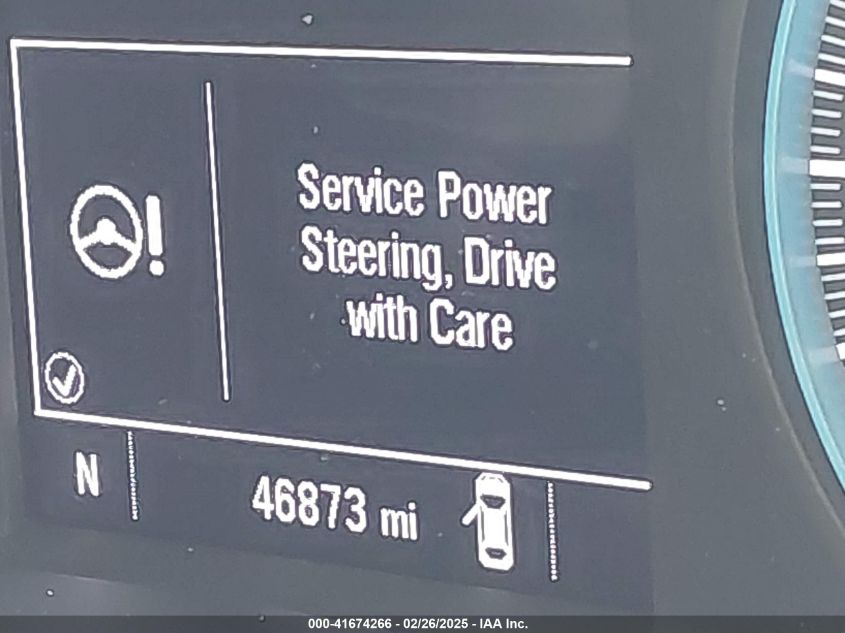 Service Power
Steering, Drive
with Care
N
46873 mi
000-41674266 - 02/26/2025 - IAA Inc.